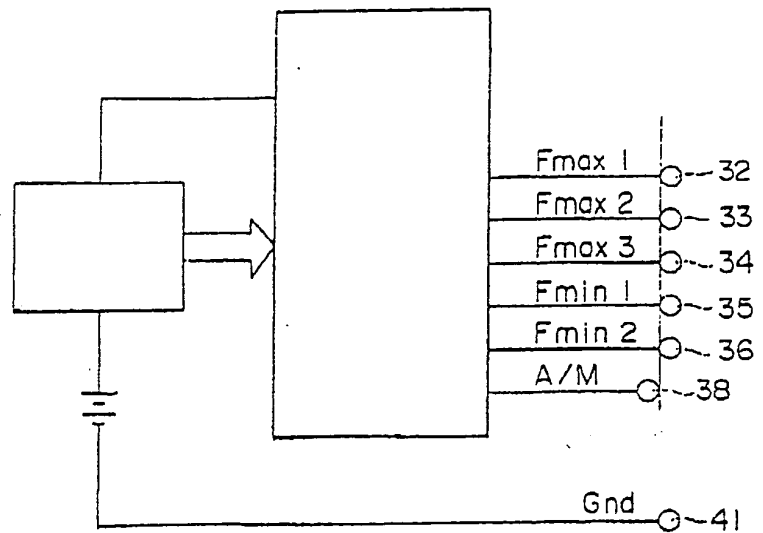 Fmax 1 32
Fmax 2 33
Fmax 3 34
Fmin 1 35
Fmin 2 36
A/M 38
Gnd 41